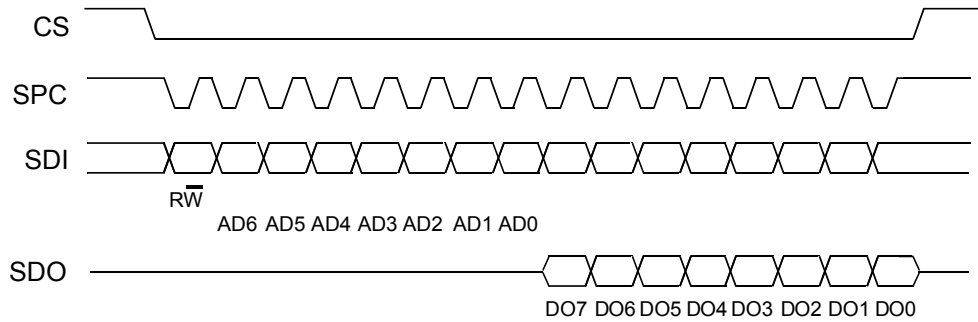 CS
SPC
SDI
RW̅
AD6 AD5 AD4 AD3 AD2 AD1 AD0
SDO
DO7 DO6 DO5 DO4 DO3 DO2 DO1 DO0